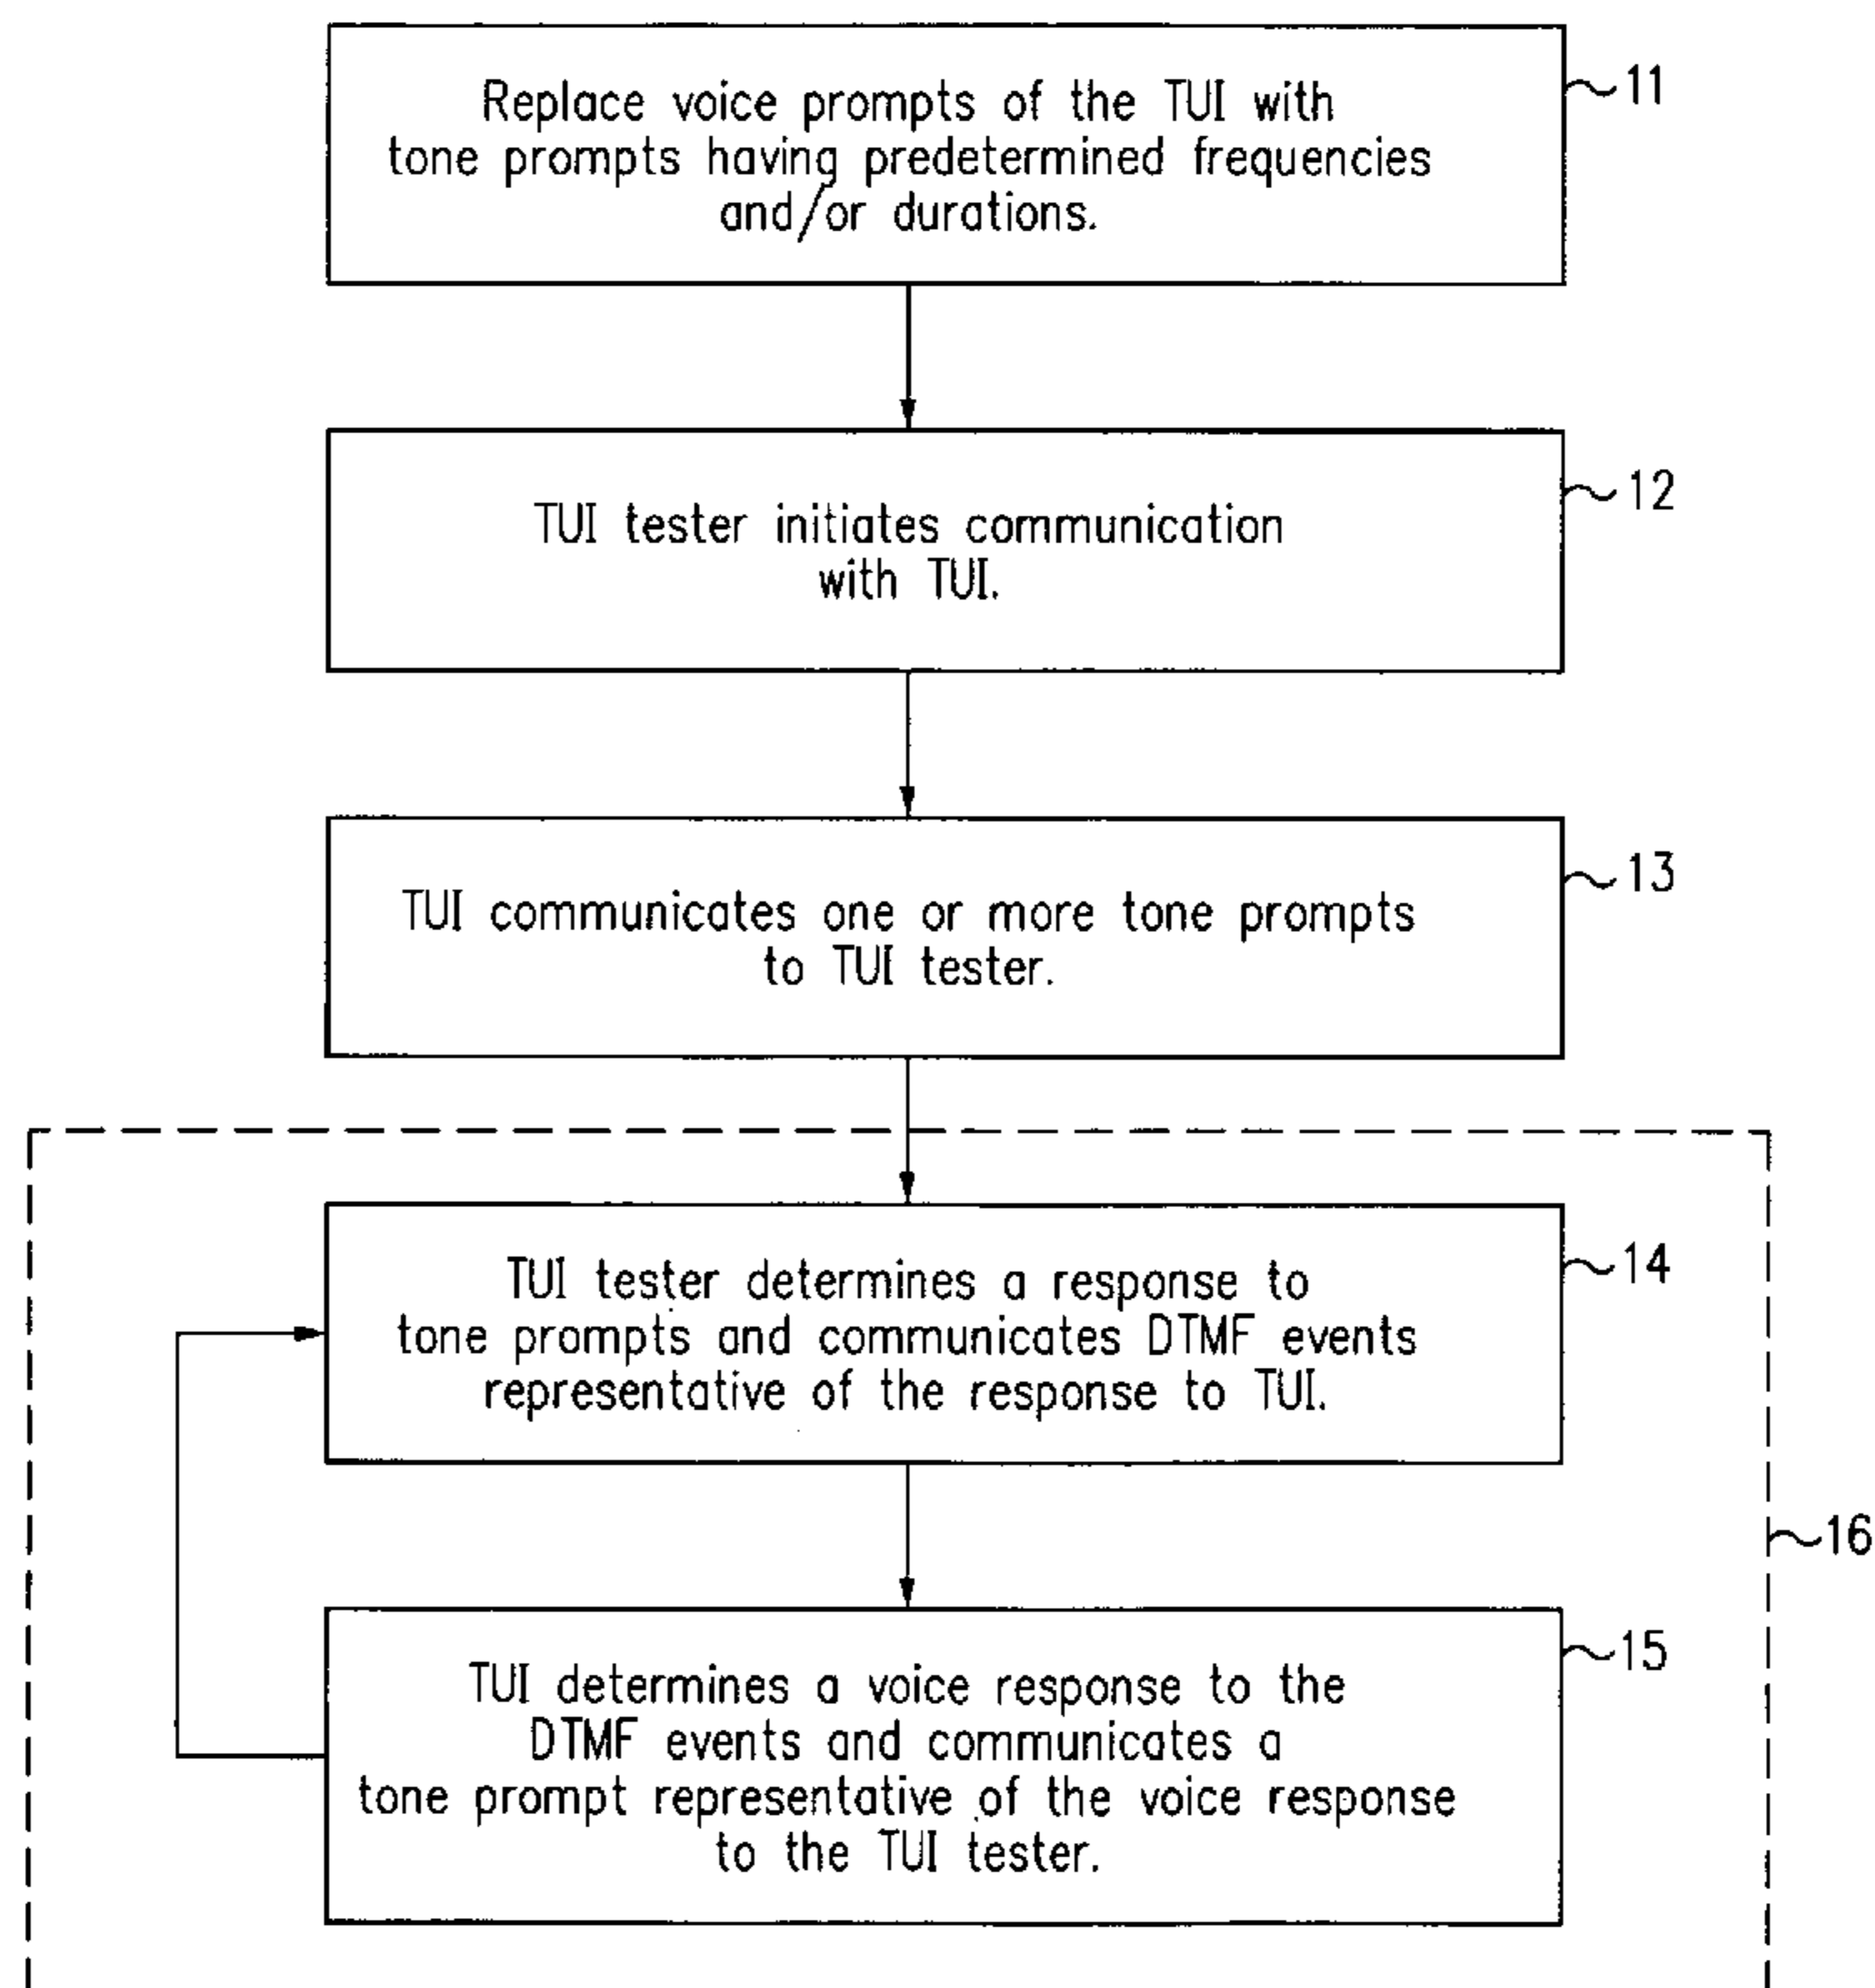 Replace voice prompts of the TUI with
tone prompts having predetermined frequencies
and/or durations.
11
TUI tester initiates communication
with TUI.
12
TUI communicates one or more tone prompts
to TUI tester.
13
TUI tester determines a response to
tone prompts and communicates DTMF events
representative of the response to TUI.
14
16
TUI determines a voice response to the
DTMF events and communicates a
tone prompt representative of the voice response
to the TUI tester.
15